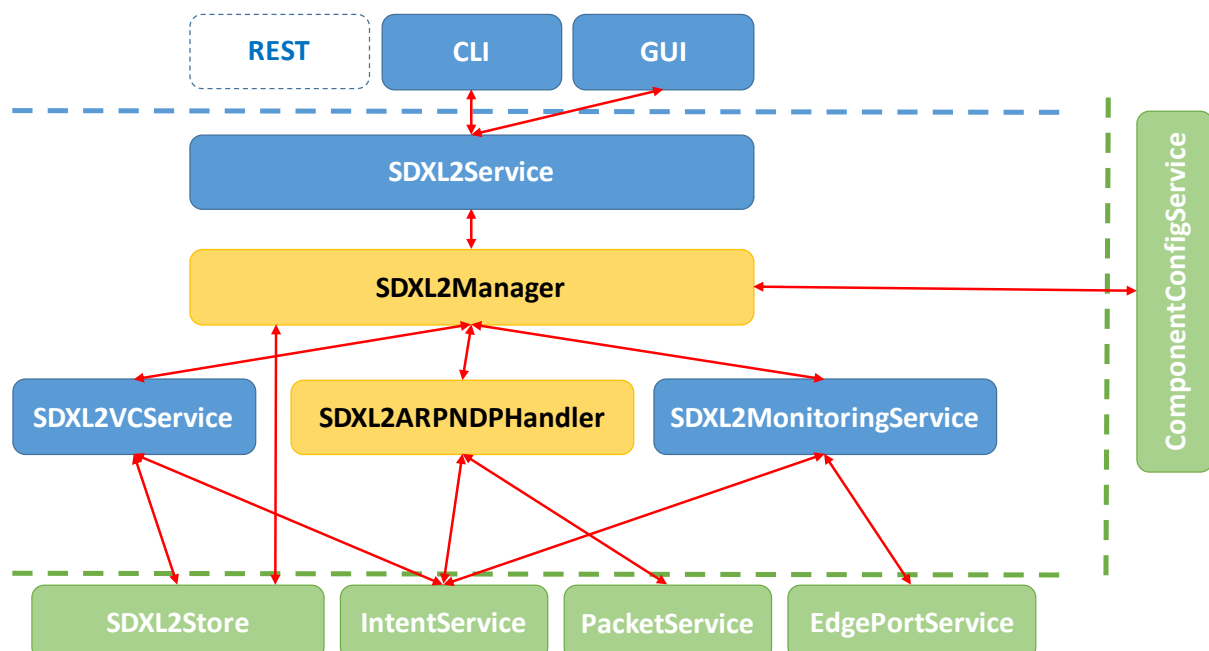 REST
CLI
GUI
SDXL2Service
ComponentConfigService
SDXL2Manager
SDXL2VCService
SDXL2ARPNDPHandler
SDXL2MonitoringService
SDXL2Store
IntentService
PacketService
EdgePortService